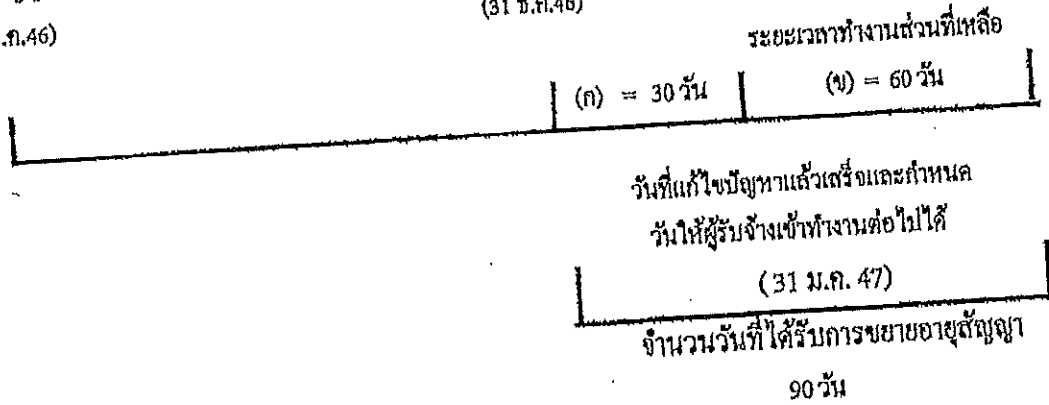 (31 ธ.ค.46)
.ค.46)
ระยะเวลาทำงานส่วนที่เหลือ
(ก) = 30 วัน
(ข) = 60 วัน
วันที่แก้ไขปัญหาแล้วเสร็จและกำหนด
วันให้ผู้รับจ้างเข้าทำงานต่อไปได้
(31 ม.ค. 47)
จำนวนวันที่ได้รับการขยายอายุสัญญา
90 วัน